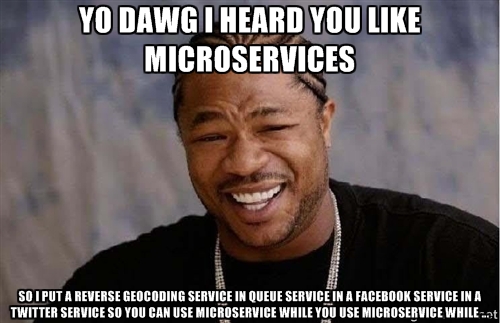 YO DAWG I HEARD YOU LIKE
MICROSERVICES
SO I PUT A REVERSE GEOCODING SERVICE IN QUEUE SERVICE IN A FACEBOOK SERVICE IN A
TWITTER SERVICE SO YOU CAN USE MICROSERVICE WHILE YOU USE MICROSERVICE WHILE ...